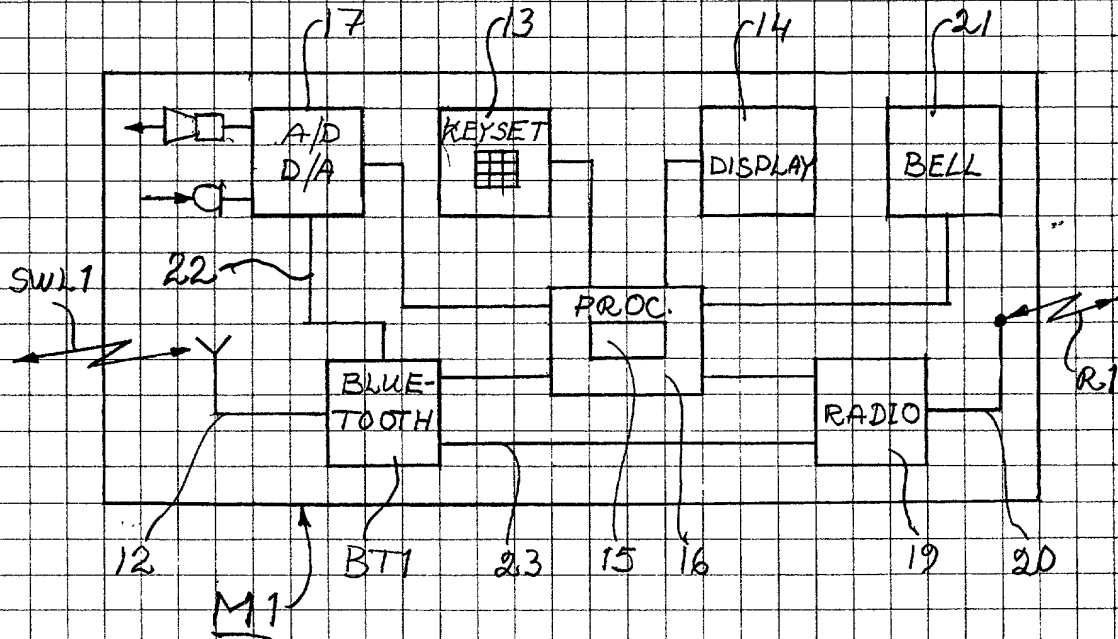 17
13
14
21
A/D
D/A
KEYSET
DISPLAY
BELL
SWL1
22
PROC.
R1
BLUE-
TOOTH
RADIO
12
BT1
23
15
16
19
20
M1